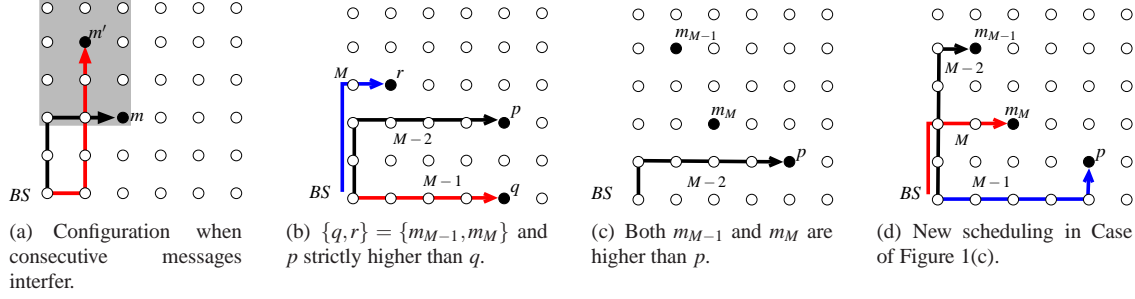 m′
m
BS
M
r
p
M − 2
M − 1
q
BS
m_{M−1}
m_M
p
M − 2
BS
m_{M−1}
M − 2
m_M
M
p
M − 1
BS
(a) Configuration when
consecutive messages
interfer.
(b) {q, r} = {m_{M−1}, m_M} and
p strictly higher than q.
(c) Both m_{M−1} and m_M are
higher than p.
(d) New scheduling in Case
of Figure 1(c).